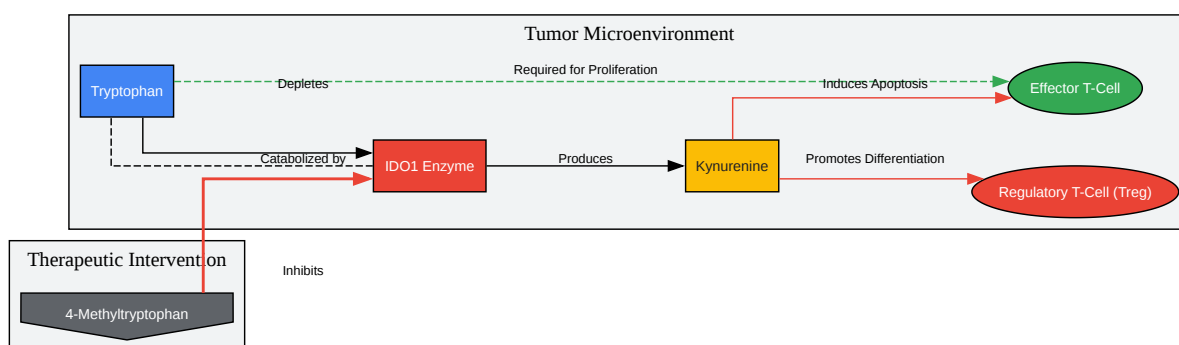 Tumor Microenvironment
Required for Proliferation
Depletes
Induces Apoptosis
Tryptophan
Effector T-Cell
Catabolized by
IDO1 Enzyme
Produces
Kynurenine
Promotes Differentiation
Regulatory T-Cell (Treg)
Therapeutic Intervention
Inhibits
4-Methyltryptophan